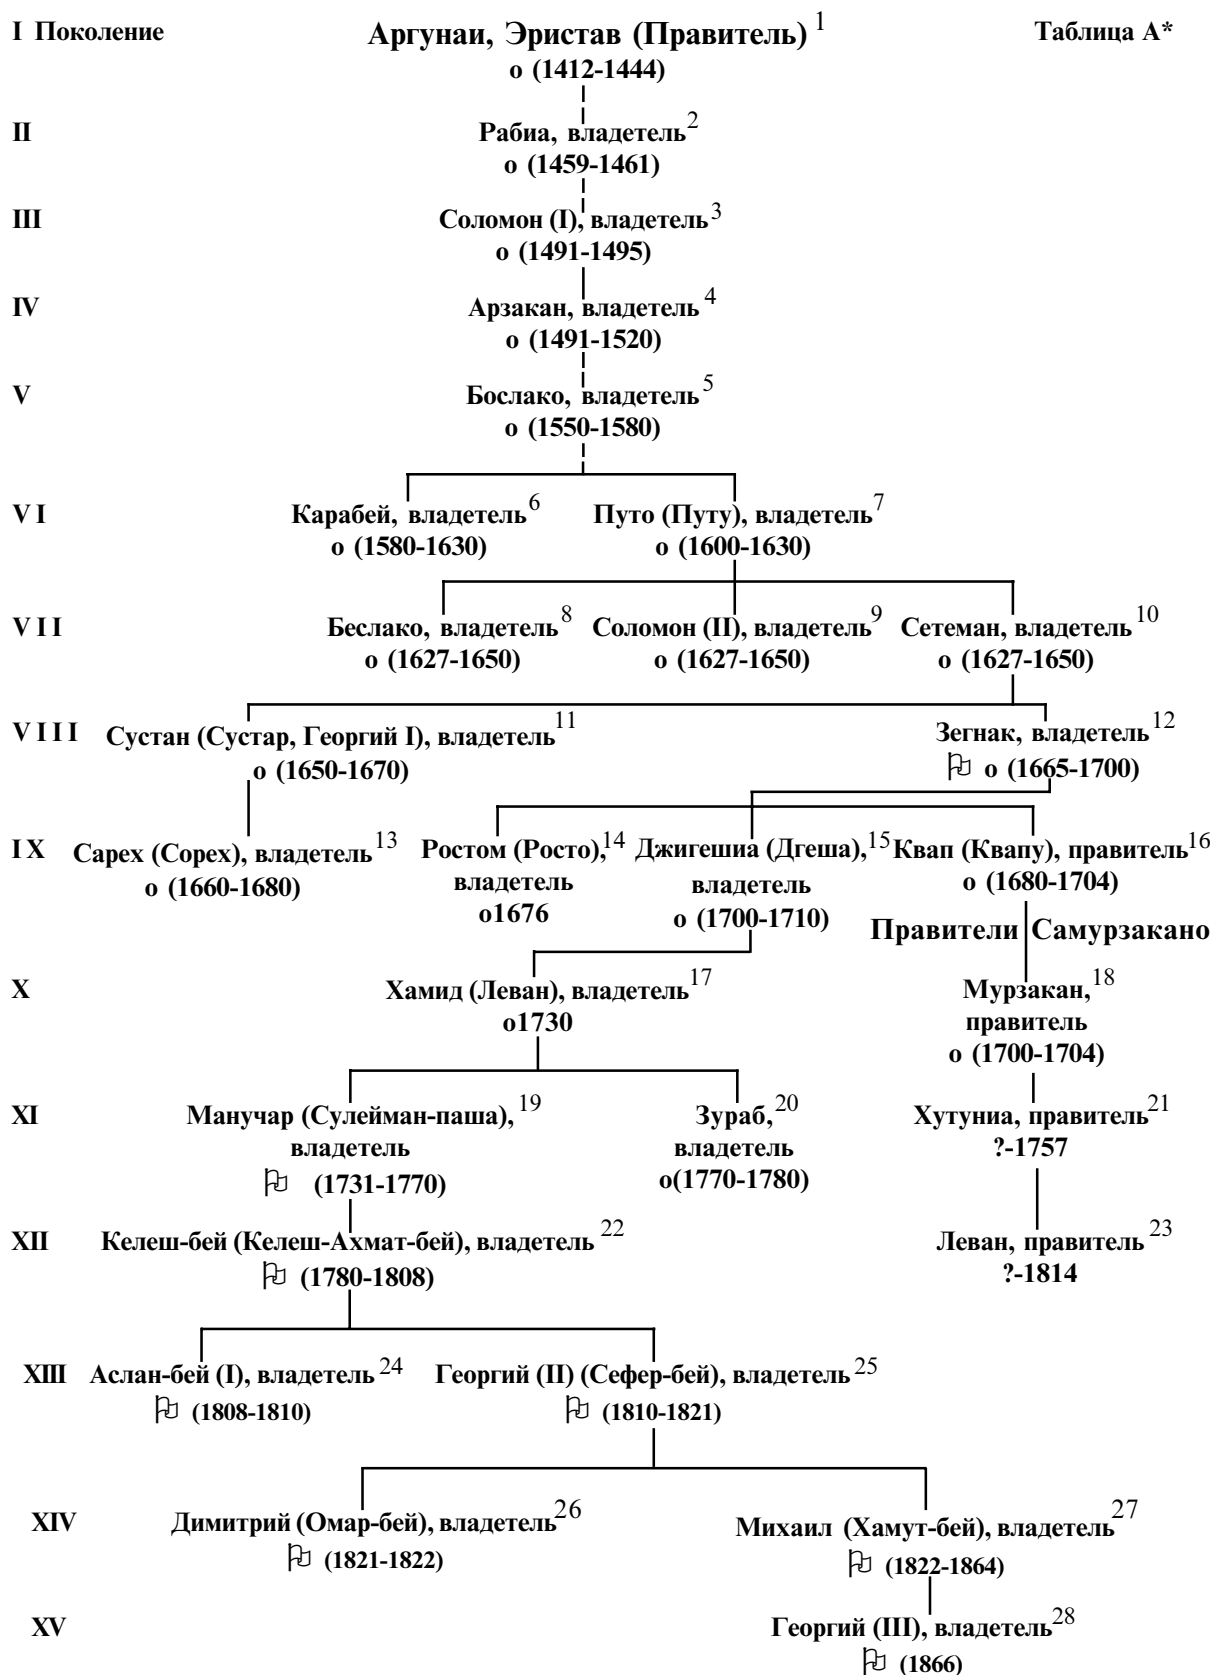 I Поколение Аргунаи, Эристав (Правитель) 1 Таблица А*
о (1412-1444)
II Рабиа, владетель 2
о (1459-1461)
III Соломон (I), владетель 3
о (1491-1495)
IV Арзакан, владетель 4
о (1491-1520)
V Бослако, владетель 5
о (1550-1580)
VI Карабей, владетель 6 Путо (Путу), владетель 7
о (1580-1630) о (1600-1630)
VII Беслако, владетель 8 Соломон (II), владетель 9 Сетеман, владетель 10
о (1627-1650) о (1627-1650) о (1627-1650)
VIII Сустан (Сустар, Георгий I), владетель 11 Зегнак, владетель 12
о (1650-1670) о (1665-1700)
IX Сарех (Сорех), владетель 13 Ростом (Росто), 14 Джигешиа (Дгеша), 15 Квап (Квапу), правитель 16
о (1660-1680) владетель владетель о (1680-1704)
о1676 о (1700-1710)
Правители Самурзакано
X Хамид (Леван), владетель 17 Мурзакан, 18
о1730 правитель
о (1700-1704)
XI Манучар (Сулейман-паша), 19 Зураб, 20 Хутуниа, правитель 21
владетель владетель ?-1757
(1731-1770) о(1770-1780)
XII Келеш-бей (Келеш-Ахмат-бей), владетель 22 Леван, правитель 23
(1780-1808) ?-1814
XIII Аслан-бей (I), владетель 24 Георгий (II) (Сефер-бей), владетель 25
(1808-1810) (1810-1821)
XIV Димитрий (Омар-бей), владетель 26 Михаил (Хамут-бей), владетель 27
(1821-1822) (1822-1864)
XV Георгий (III), владетель 28
(1866)